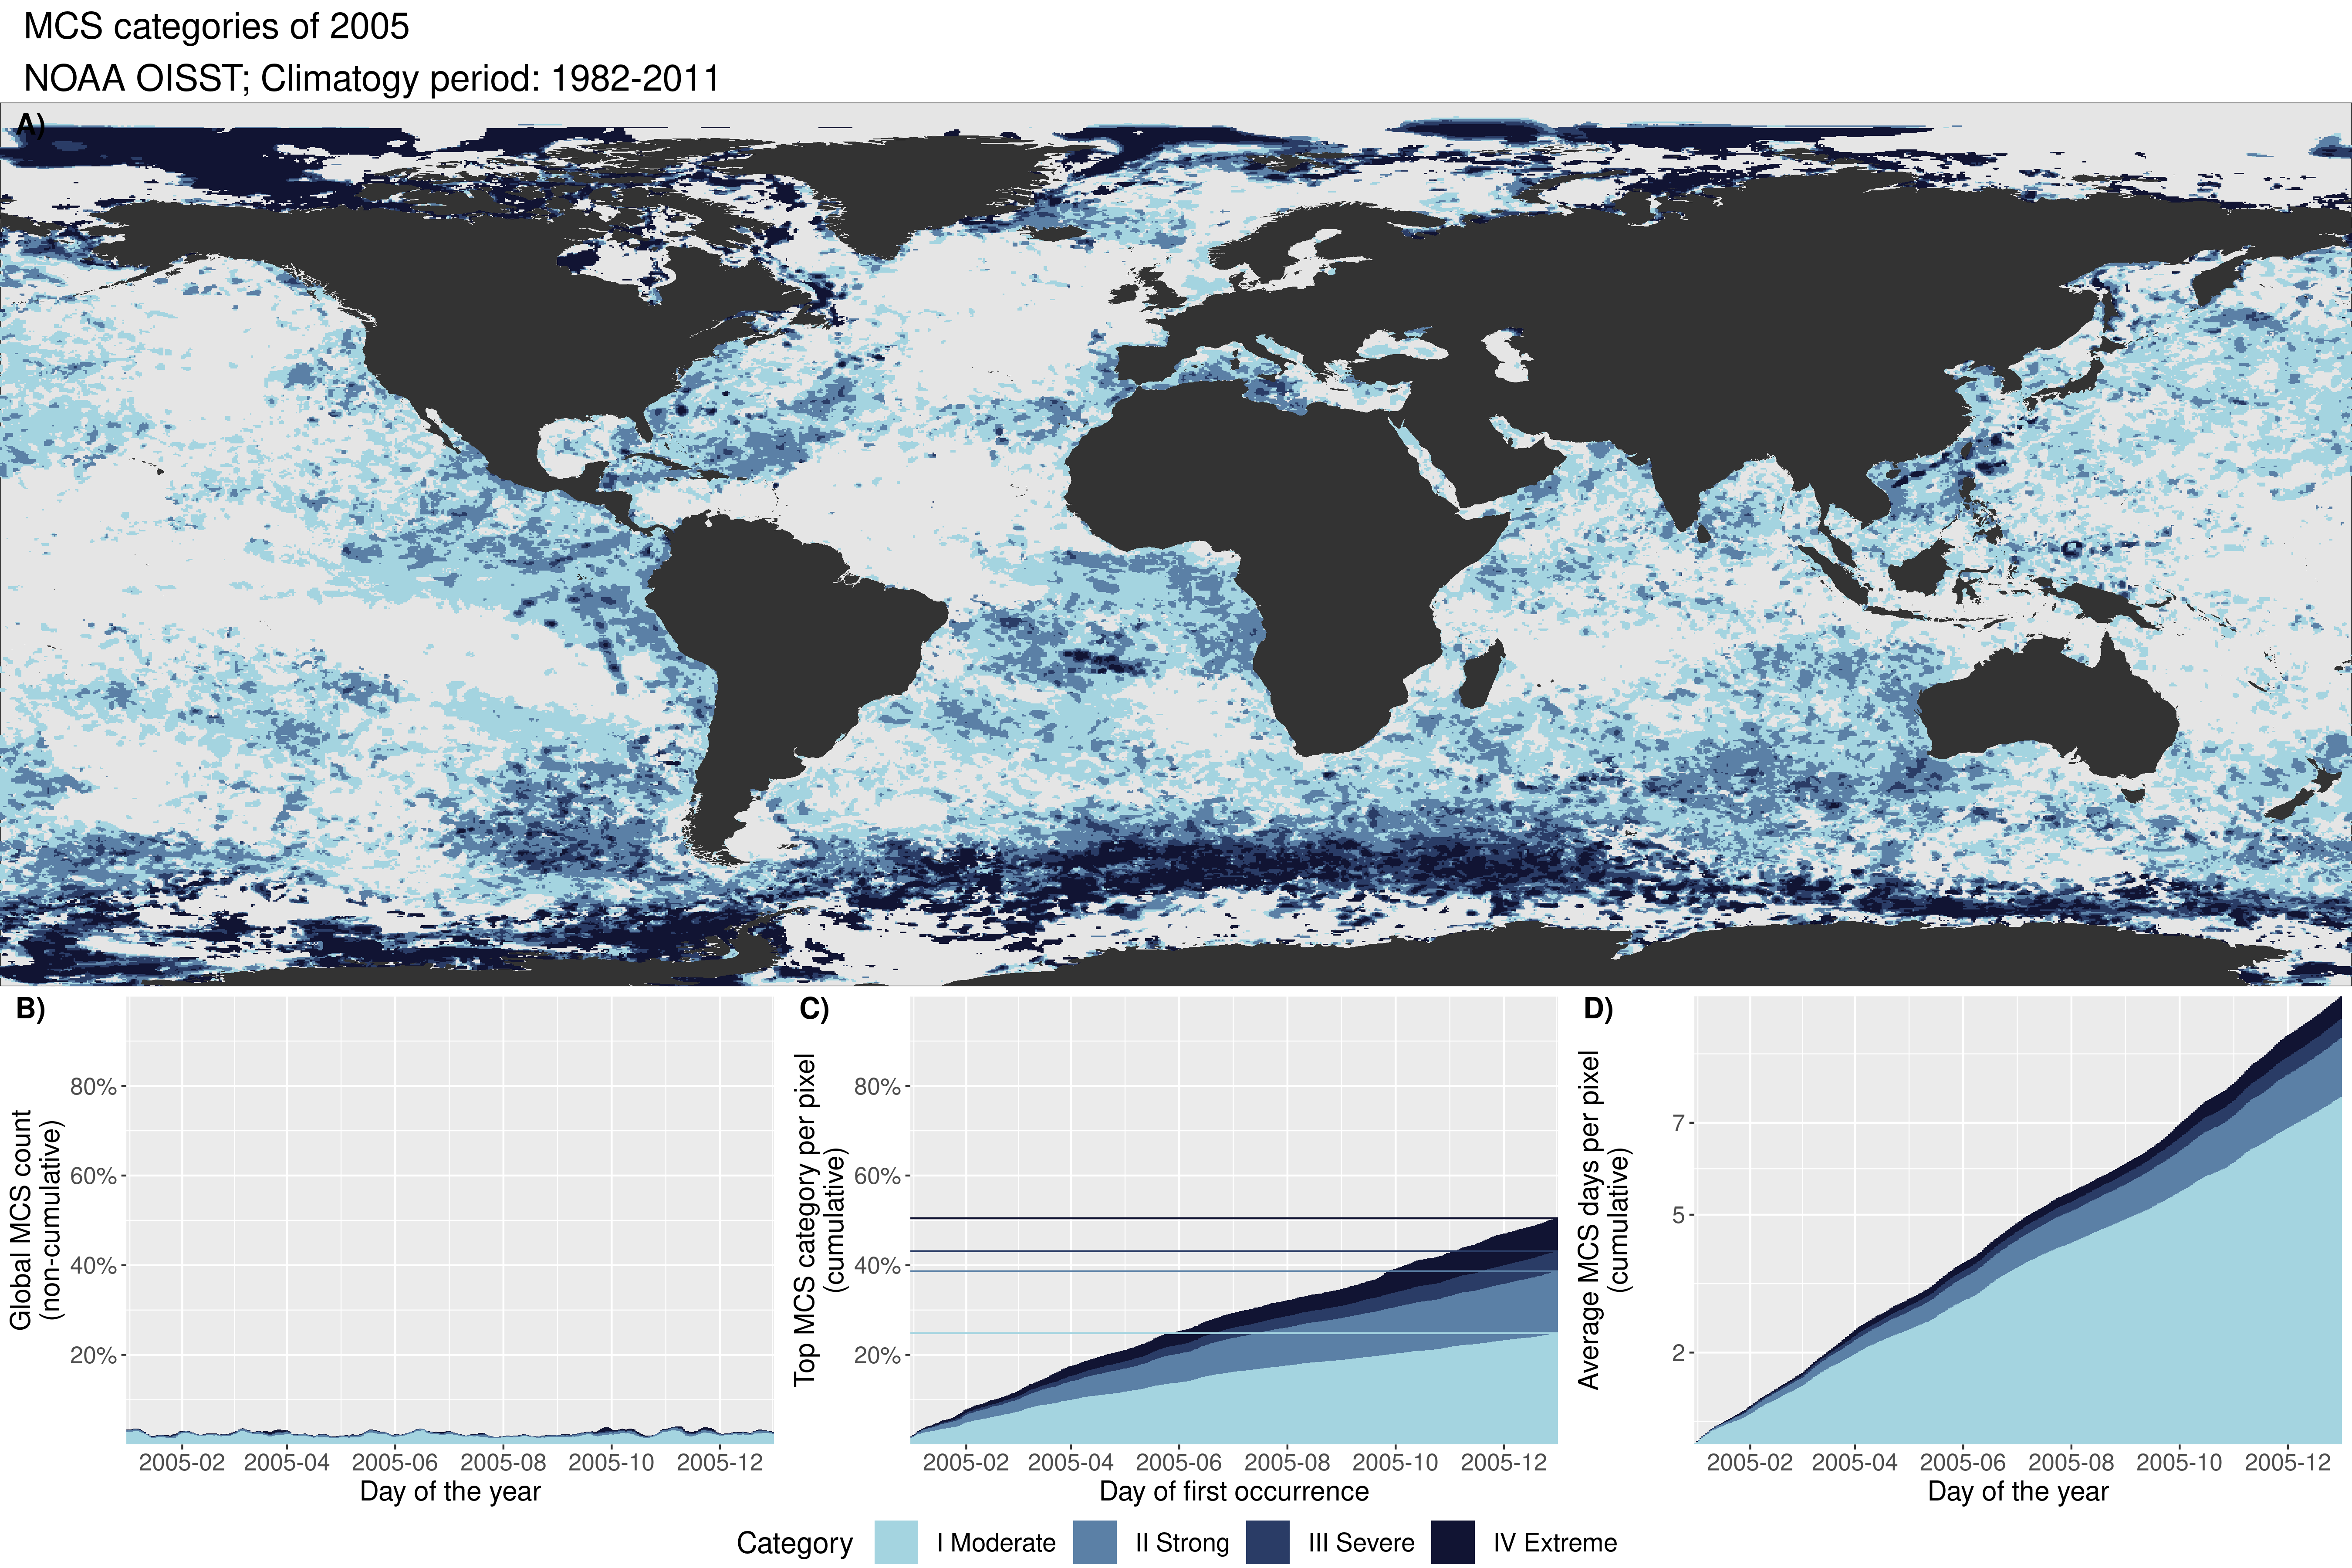 MCS categories of 2005
NOAA OISST; Climatogy period: 1982-2011
A)
B)
Global MCS count
(non-cumulative)
80%
60%
40%
20%
2005-02 2005-04 2005-06 2005-08 2005-10 2005-12
Day of the year
C)
Top MCS category per pixel
(cumulative)
80%
60%
40%
20%
2005-02 2005-04 2005-06 2005-08 2005-10 2005-12
Day of first occurrence
D)
Average MCS days per pixel
(cumulative)
7
5
2
2005-02 2005-04 2005-06 2005-08 2005-10 2005-12
Day of the year
Category I Moderate II Strong III Severe IV Extreme